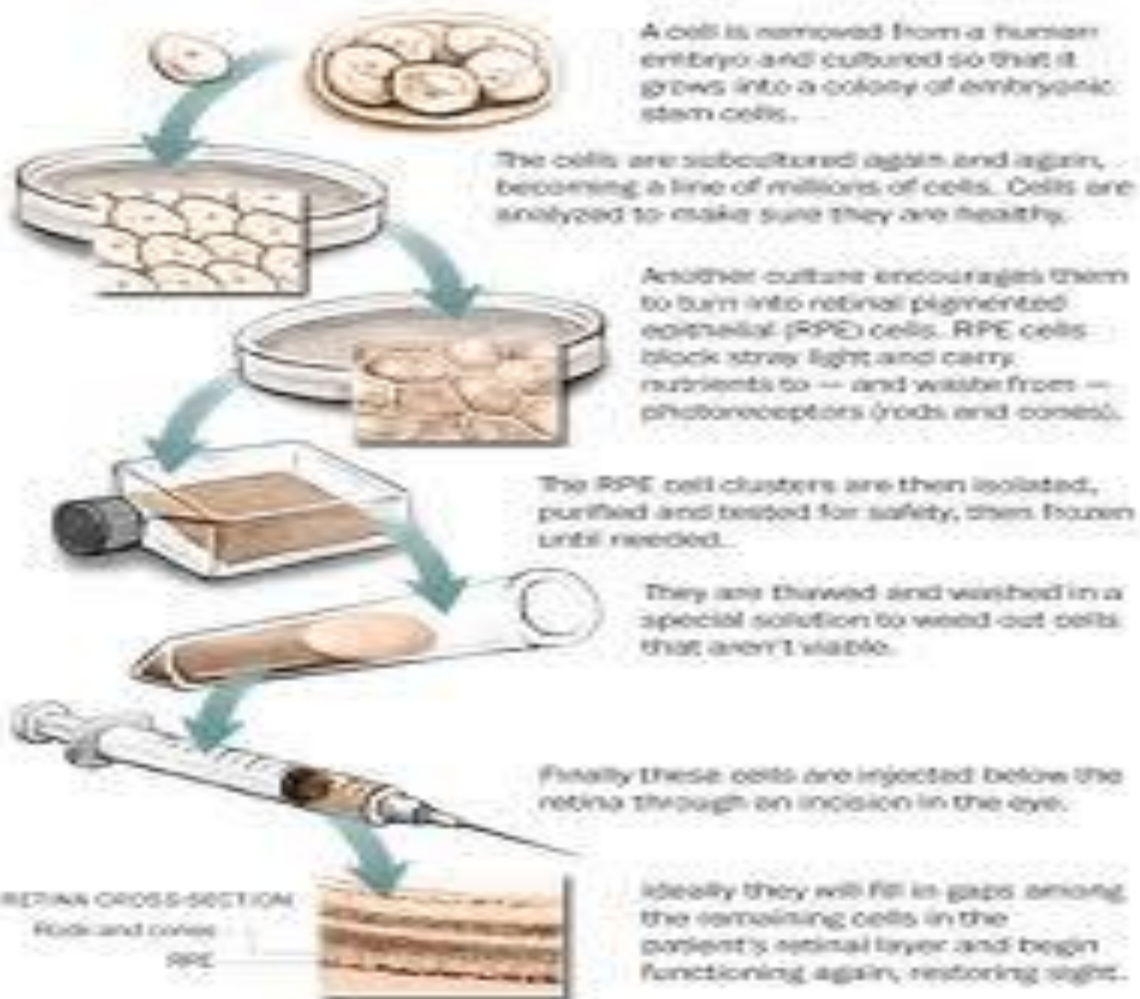 A cell is removed from a human
embryo and cultured so that it
grows into a colony of embryonic
stem cells.
The cells are subcultured again and again,
becoming a line of millions of cells. Cells are
analyzed to make sure they are healthy.
Another culture encourages them
to turn into retinal pigmented
epithelial (RPE) cells. RPE cells
block stray light and carry
nutrients to — and waste from —
photoreceptors (rods and cones).
The RPE cell clusters are then isolated,
purified and tested for safety, then frozen
until needed.
They are thawed and washed in a
special solution to weed out cells
that aren't viable.
Finally these cells are injected below the
retina through an incision in the eye.
RETINA CROSS-SECTION
Rods and cones
RPE
Ideally they will fill in gaps among
the remaining cells in the
patient's retinal layer and begin
functioning again, restoring sight.